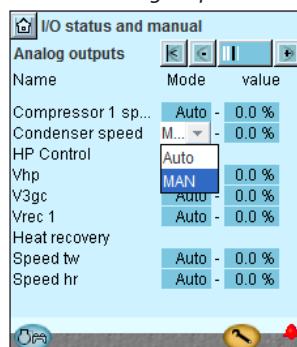 I/O status and manual
Analog outputs
Name Mode value
Compressor 1 sp... Auto - 0.0 %
Condenser speed M... - 0.0 %
HP Control Auto
Vhp MAN 0.0 %
V3gc Auto - 0.0 %
Vrec 1 Auto - 0.0 %
Heat recovery
Speed tw Auto - 0.0 %
Speed hr Auto - 0.0 %